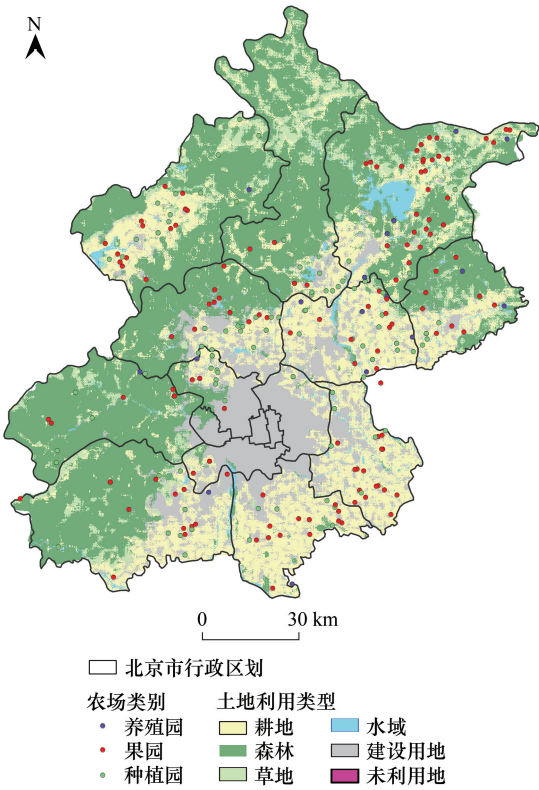 N
0 30 km
北京市行政区划
农场类别 土地利用类型
养殖园 耕地 水域
果园 森林 建设用地
种植园 草地 未利用地